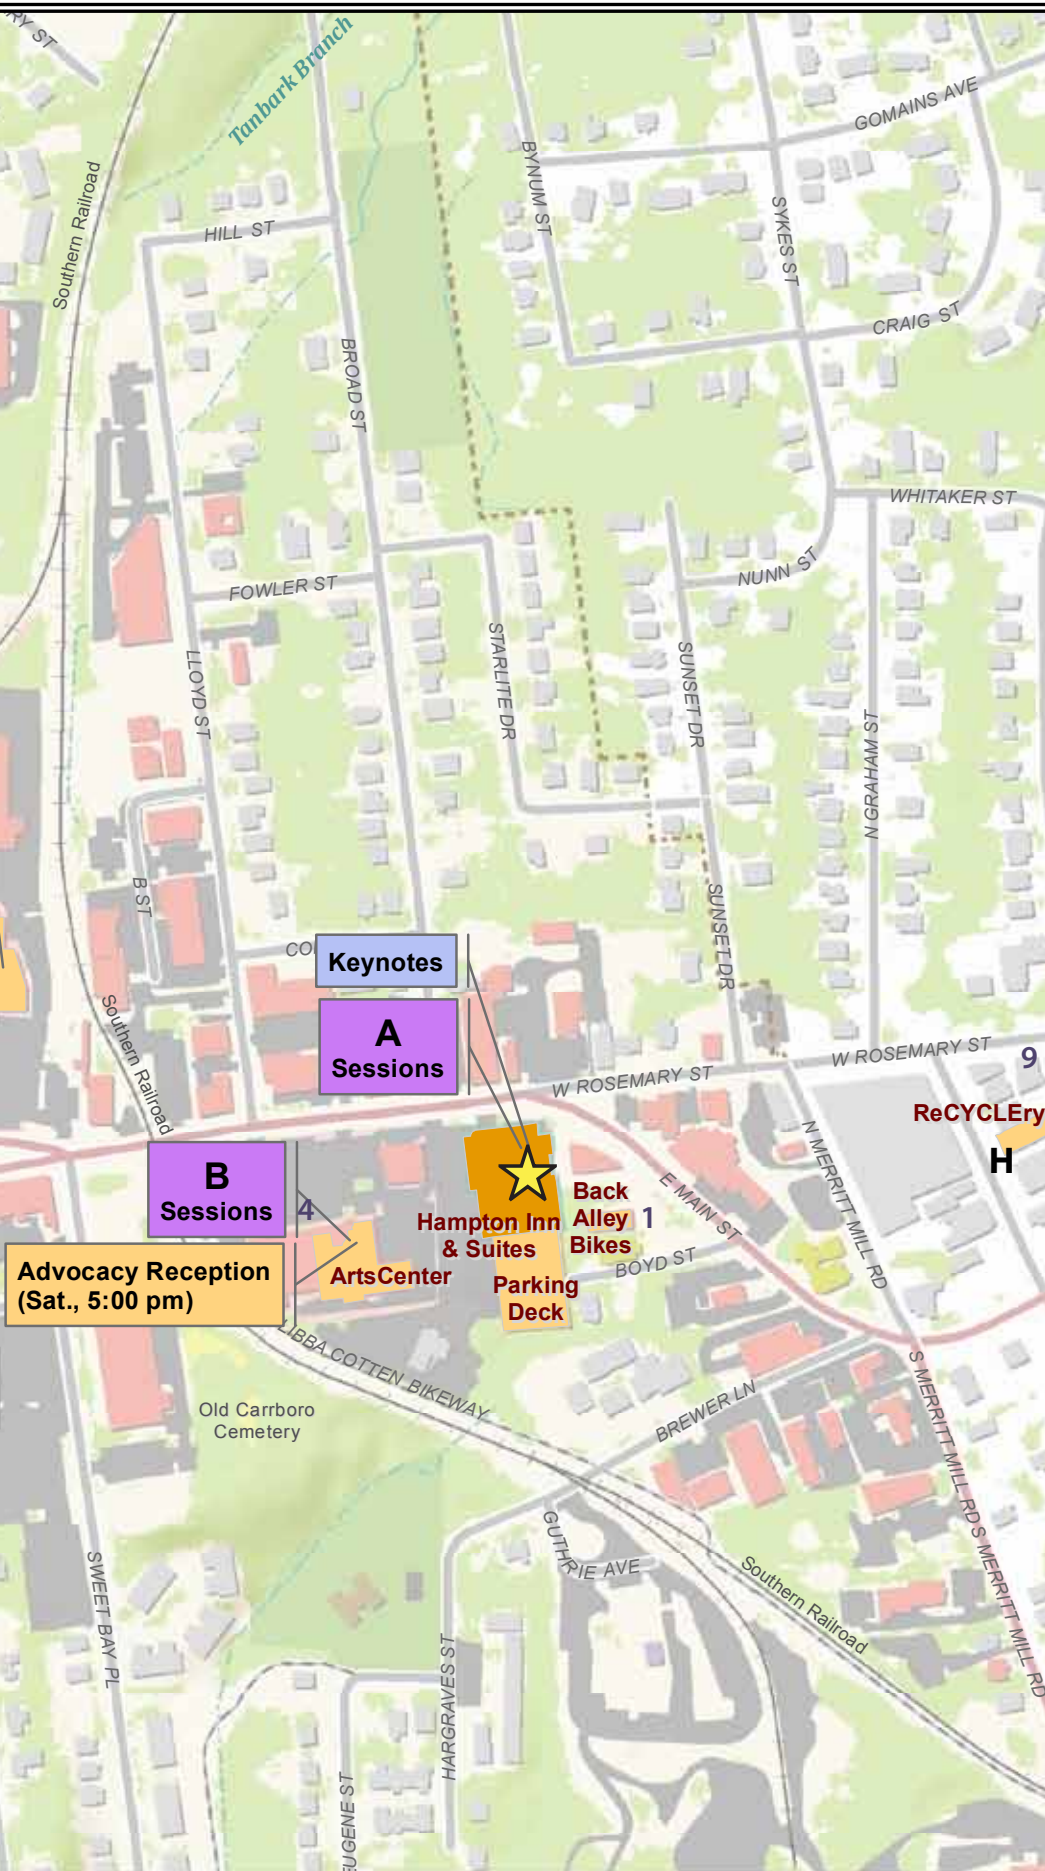 RY ST
Tanbark Branch
GOMAINS AVE
BYNUM ST
SYKES ST
Southern Railroad
HILL ST
CRAIG ST
BROAD ST
WHITAKER ST
NUNN ST
FOWLER ST
STARLITE DR
SUNSET DR
LLOYD ST
N GRAHAM ST
B ST
SUNSET DR
CO
Keynotes
Southern Railroad
A
Sessions
W ROSEMARY ST
W ROSEMARY ST
9
ReCYCLEry
H
N MERRITT MILL RD
B
Sessions
4
E MAIN ST
Back
Alley
Bikes
1
Hampton Inn
& Suites
BOYD ST
Advocacy Reception
(Sat., 5:00 pm)
ArtsCenter
Parking
Deck
LIBBA COTTEN BIKEWAY
Old Carrboro
Cemetery
BREWER LN
S MERRITT MILL RD
S MERRITT MILL RD
GUTHRIE AVE
Southern Railroad
SWEET BAY PL
HARGRAVES ST
EUGENE ST